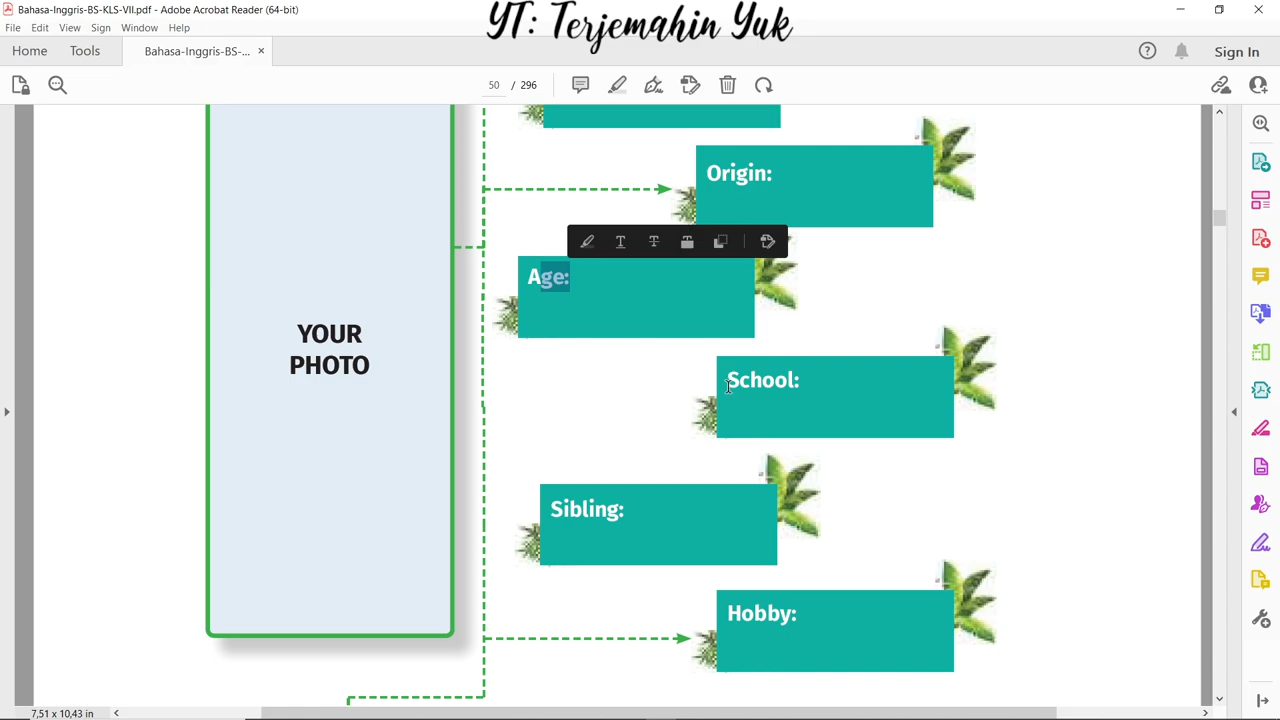 Bahasa-Inggris-BS-KLS-VII.pdf - Adobe Acrobat Reader (64-bit)
YT: Terjemahin Yuk
File Edit View Sign Window Help
Home Tools Bahasa-Inggris-BS-... × Sign In
50 / 296
Origin:
Age:
YOUR
PHOTO
School:
Sibling:
Hobby:
7,51 x 10,43 in